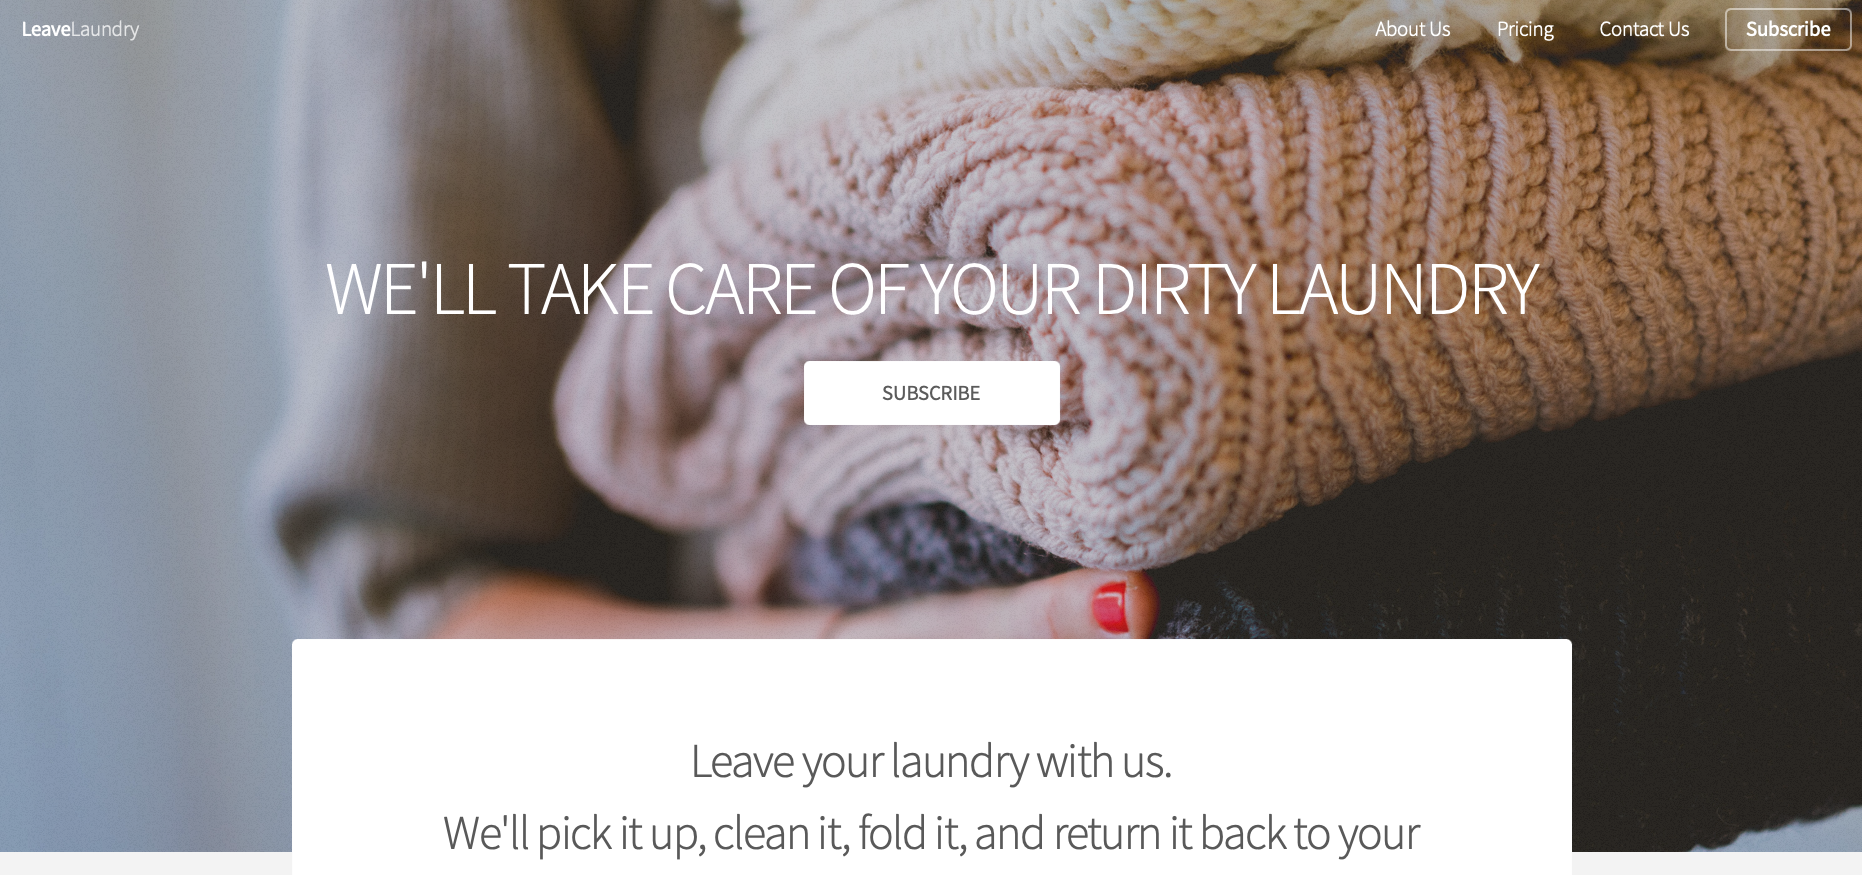 LeaveLaundry
About Us
Pricing
Contact Us
Subscribe
WE'LL TAKE CARE OF YOUR DIRTY LAUNDRY
SUBSCRIBE
Leave your laundry with us.
We'll pick it up, clean it, fold it, and return it back to your